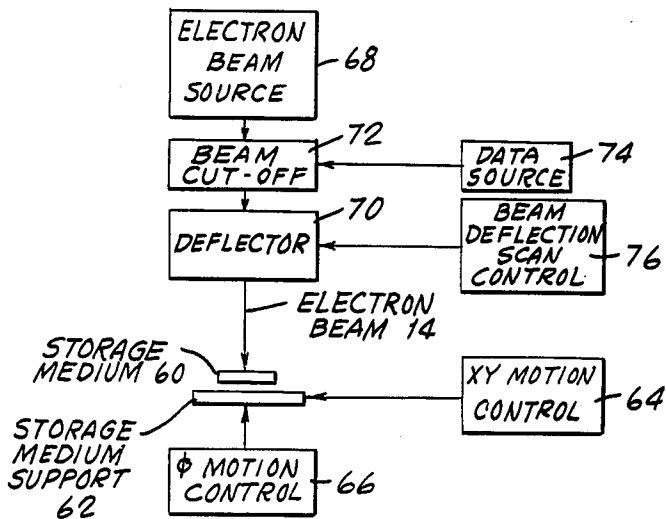 ELECTRON
BEAM
SOURCE
68
BEAM
CUT-OFF
72
DATA
SOURCE
74
DEFLECTOR
70
BEAM
DEFLECTION
SCAN
CONTROL
76
ELECTRON
BEAM 14
STORAGE
MEDIUM 60
XY MOTION
CONTROL
64
STORAGE
MEDIUM
SUPPORT
62
ϕ MOTION
CONTROL
66